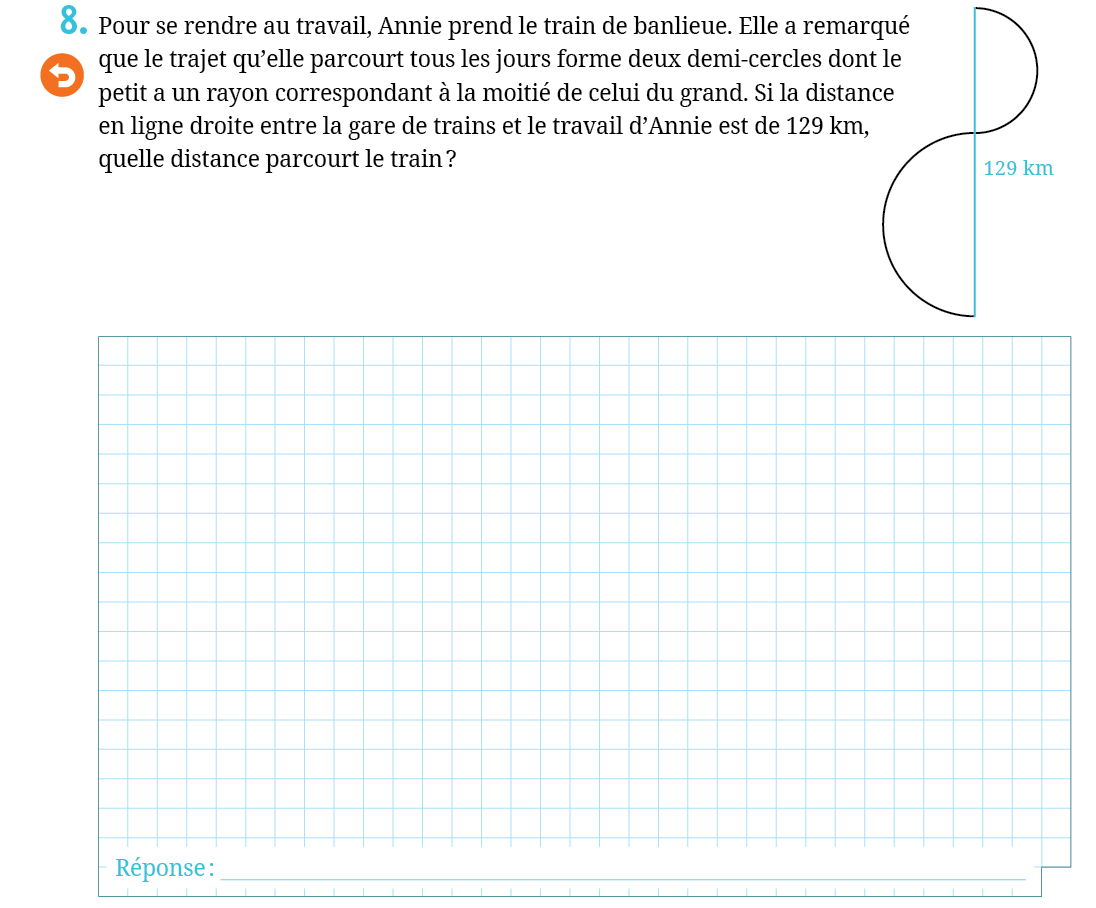 8. Pour se rendre au travail, Annie prend le train de banlieue. Elle a remarqué
que le trajet qu’elle parcourt tous les jours forme deux demi-cercles dont le
petit a un rayon correspondant à la moitié de celui du grand. Si la distance
en ligne droite entre la gare de trains et le travail d’Annie est de 129 km,
quelle distance parcourt le train ?
129 km
Réponse :